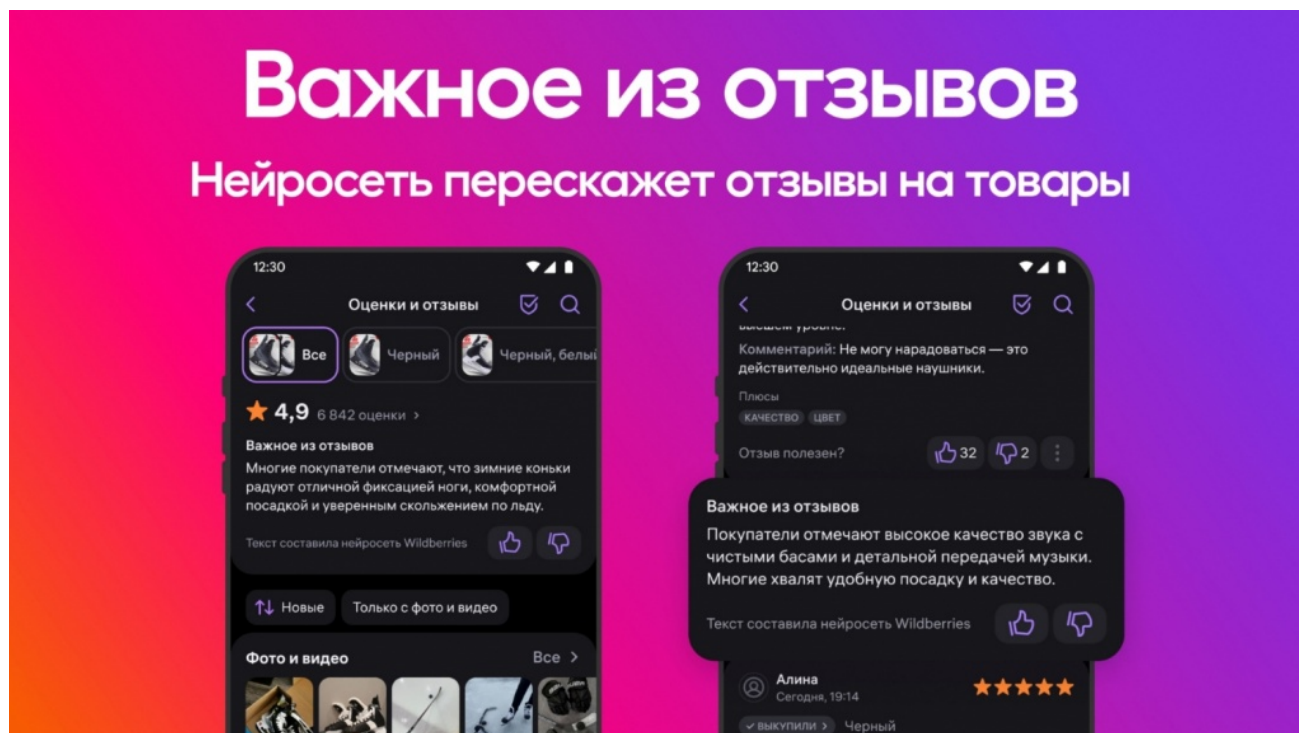 Важное из отзывов
Нейросеть перескажет отзывы на товары
12:30
Оценки и отзывы
Все
Черный
Черный, белый
4,9 6 842 оценки >
Важное из отзывов
Многие покупатели отмечают, что зимние коньки
радуют отличной фиксацией ноги, комфортной
посадкой и уверенным скольжением по льду.
Текст составила нейросеть Wildberries
Новые
Только с фото и видео
Фото и видео
Все >
12:30
Оценки и отзывы
высшем уровне.
Комментарий: Не могу нарадоваться — это
действительно идеальные наушники.
Плюсы
КАЧЕСТВО ЦВЕТ
Отзыв полезен?
32
2
Важное из отзывов
Покупатели отмечают высокое качество звука с
чистыми басами и детальной передачей музыки.
Многие хвалят удобную посадку и качество.
Текст составила нейросеть Wildberries
Алина
Сегодня, 19:14
✓ ВЫКУПИЛИ > Черный